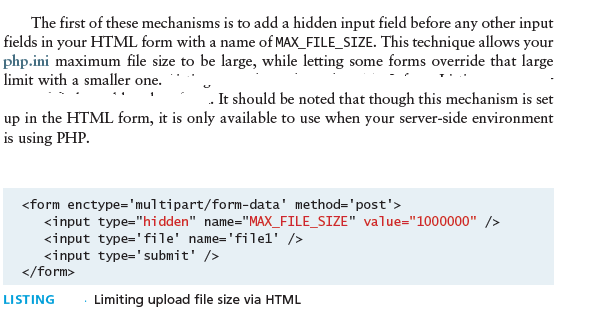 The first of these mechanisms is to add a hidden input field before any other input
fields in your HTML form with a name of MAX_FILE_SIZE. This technique allows your
php.ini maximum file size to be large, while letting some forms override that large
limit with a smaller one.
. It should be noted that though this mechanism is set
up in the HTML form, it is only available to use when your server-side environment
is using PHP.
<form enctype='multipart/form-data' method='post'>
<input type="hidden" name="MAX_FILE_SIZE" value="1000000" />
<input type='file' name='file1' />
<input type='submit' />
</form>
LISTING Limiting upload file size via HTML